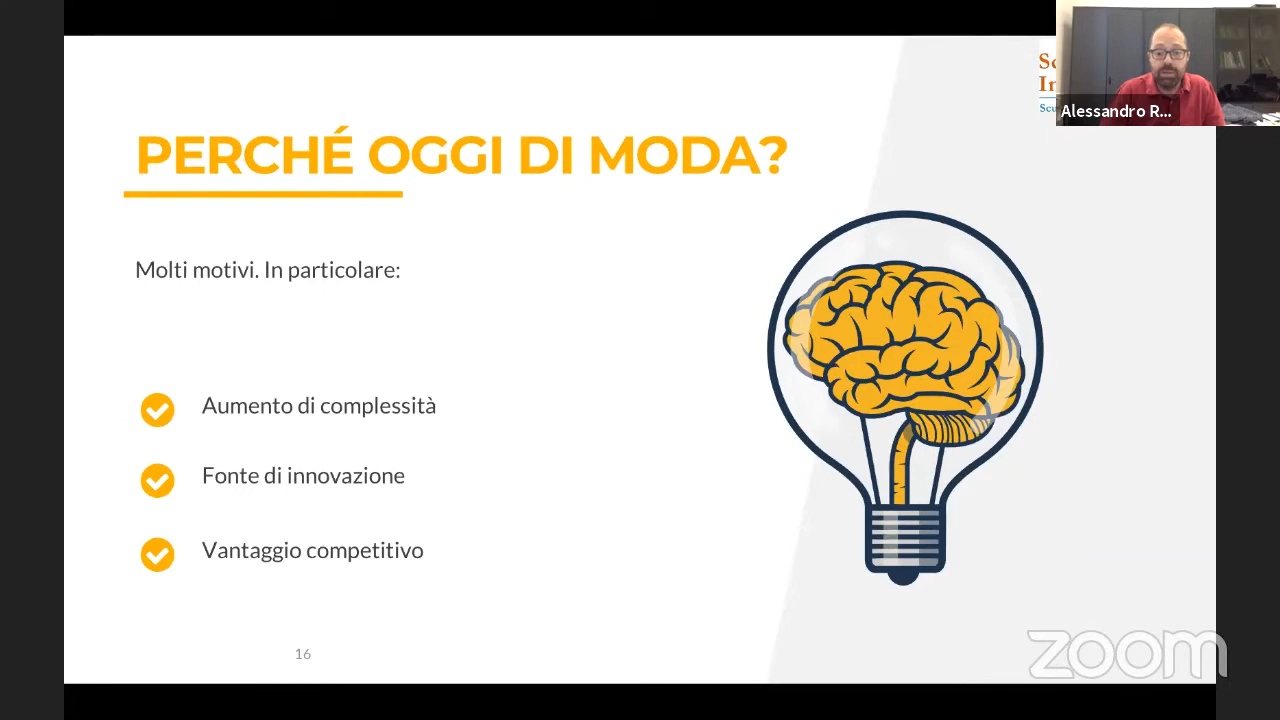 PERCHÉ OGGI DI MODA?
Molti motivi. In particolare:
Aumento di complessità
Fonte di innovazione
Vantaggio competitivo
16
Alessandro R...
zoom